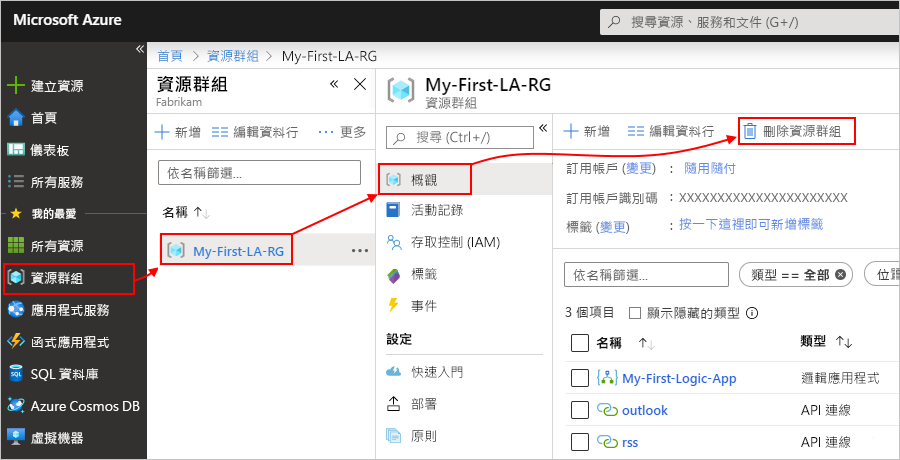 Microsoft Azure
搜尋資源、服務和文件 (G+/)
建立資源
首頁
儀表板
所有服務
我的最愛
所有資源
資源群組
應用程式服務
函式應用程式
SQL 資料庫
Azure Cosmos DB
虛擬機器
首頁 > 資源群組 > My-First-LA-RG
資源群組
Fabrikam
新增 編輯資料行 ··· 更多
依名稱篩選...
名稱 ↑↓
My-First-LA-RG ···
My-First-LA-RG
資源群組
搜尋 (Ctrl+/)
概觀
活動記錄
存取控制 (IAM)
標籤
事件
設定
快速入門
部署
原則
新增 編輯資料行 刪除資源群組
訂用帳戶 (變更) : 隨用隨付
訂用帳戶識別碼 : XXXXXXXXXXXXXXXXXXXXXX
標籤 (變更) : 按一下這裡即可新增標籤
依名稱篩選... 類型 == 全部
3 個項目 顯示隱藏的類型
名稱 ↑↓ 類型 ↑↓
My-First-Logic-App 邏輯應用程式
outlook API 連線
rss API 連線